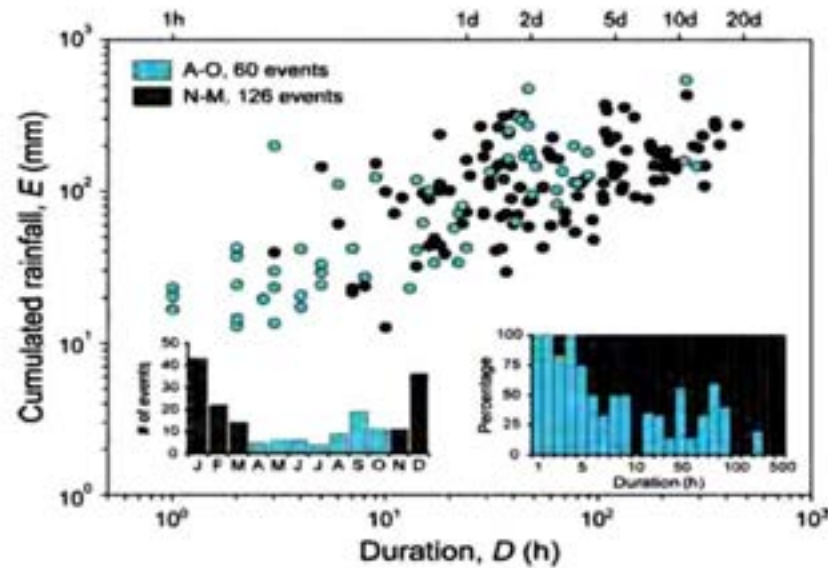 1h 1d 2d 5d 10d 20d
10³
A-O, 60 events
N-M, 126 events
10²
10¹
10⁰
Cumulated rainfall, E (mm)
50
40
30
20
10
0
# of events
J F M A M J J A S O N D
100
75
50
25
0
Percentage
1 5 10 50 100 500
Duration (h)
10⁰ 10¹ 10² 10³
Duration, D (h)